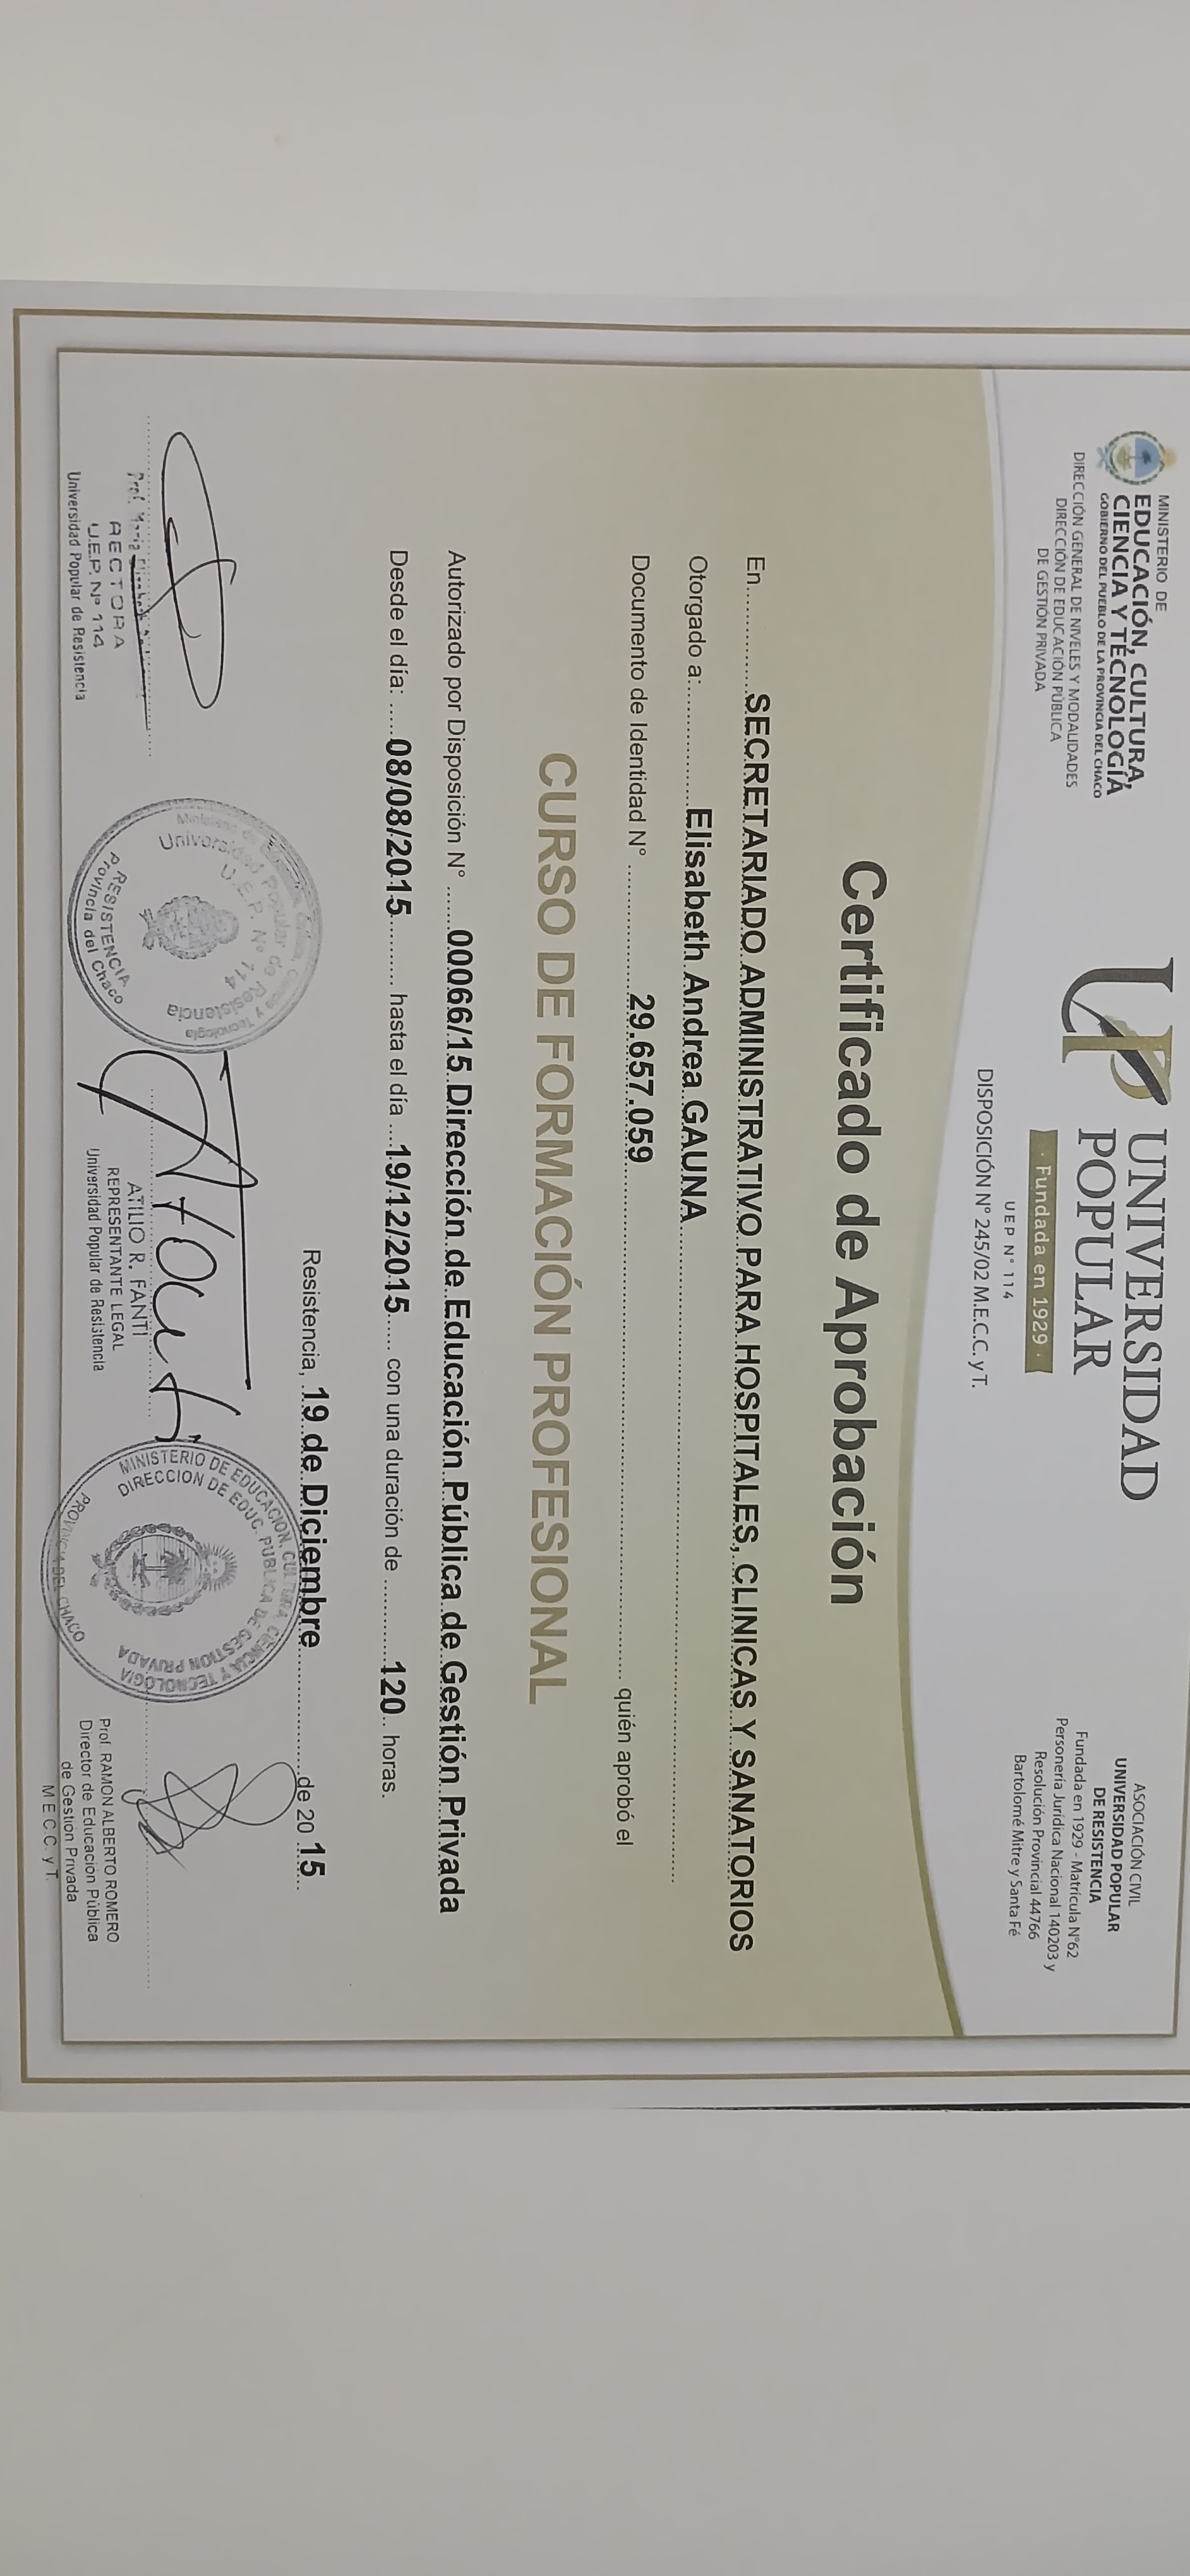 MINISTERIO DE
EDUCACIÓN, CULTURA,
CIENCIA Y TECNOLOGÍA
GOBIERNO DEL PUEBLO DE LA PROVINCIA DEL CHACO
DIRECCIÓN GENERAL DE NIVELES Y MODALIDADES
DIRECCIÓN DE EDUCACIÓN PÚBLICA
DE GESTIÓN PRIVADA
UP UNIVERSIDAD
POPULAR
· Fundada en 1929 ·
UEP N° 114
DISPOSICIÓN N° 245/02 M.E.C.C. y T.
ASOCIACIÓN CIVIL
UNIVERSIDAD POPULAR
DE RESISTENCIA
Fundada en 1929 - Matrícula N°62
Personería Jurídica Nacional 140203 y
Resolución Provincial 44766
Bartolomé Mitre y Santa Fé
Certificado de Aprobación
En SECRETARIADO ADMINISTRATIVO PARA HOSPITALES, CLINICAS Y SANATORIOS
Otorgado a: Elisabeth Andrea GAUNA
Documento de Identidad N° 29.657.059 quién aprobó el
CURSO DE FORMACIÓN PROFESIONAL
Autorizado por Disposición N° 00066/15 Dirección de Educación Pública de Gestión Privada
Desde el día: 08/08/2015 hasta el día 19/12/2015 con una duración de 120 horas.
Resistencia, 19 de Diciembre de 20 15
Prof. María
RECTORA
U.E.P. Nº 114
Universidad Popular de Resistencia
Universidad Popular de Resistencia
U.E.P. Nº 114
RESISTENCIA
Provincia del Chaco
ATILIO R. FANTI
REPRESENTANTE LEGAL
Universidad Popular de Resistencia
MINISTERIO DE EDUCACION, CULTURA, CIENCIA Y TECNOLOGIA
DIRECCION DE EDUC. PUBLICA DE GESTION PRIVADA
PROVINCIA DEL CHACO
Prof. RAMON ALBERTO ROMERO
Director de Educación Pública
de Gestión Privada
M E C C y T.